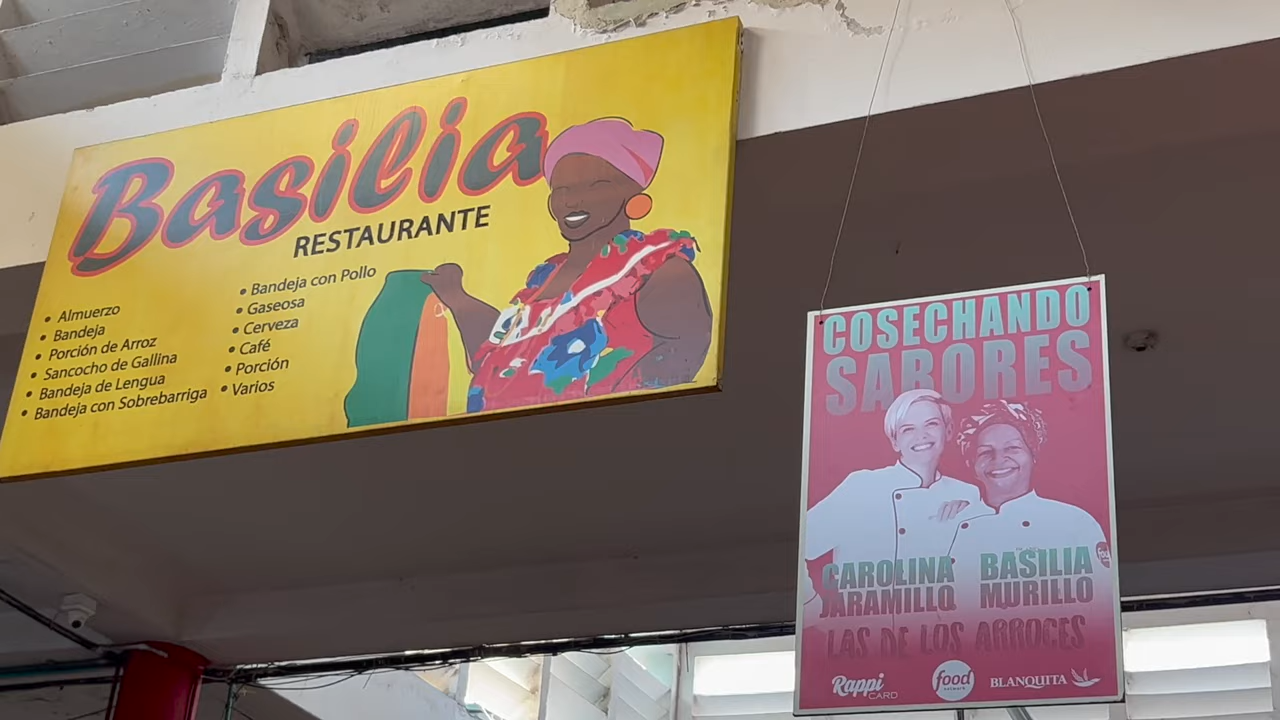 Basilia
RESTAURANTE
• Almuerzo
• Bandeja
• Porción de Arroz
• Sancocho de Gallina
• Bandeja de Lengua
• Bandeja con Sobrebarriga
• Bandeja con Pollo
• Gaseosa
• Cerveza
• Café
• Porción
• Varios
COSECHANDO
SABORES
CAROLINA
JARAMILLO
BASILIA
MURILLO
LAS DE LOS ARROCES
Rappi
CARD
food
network
BLANQUITA